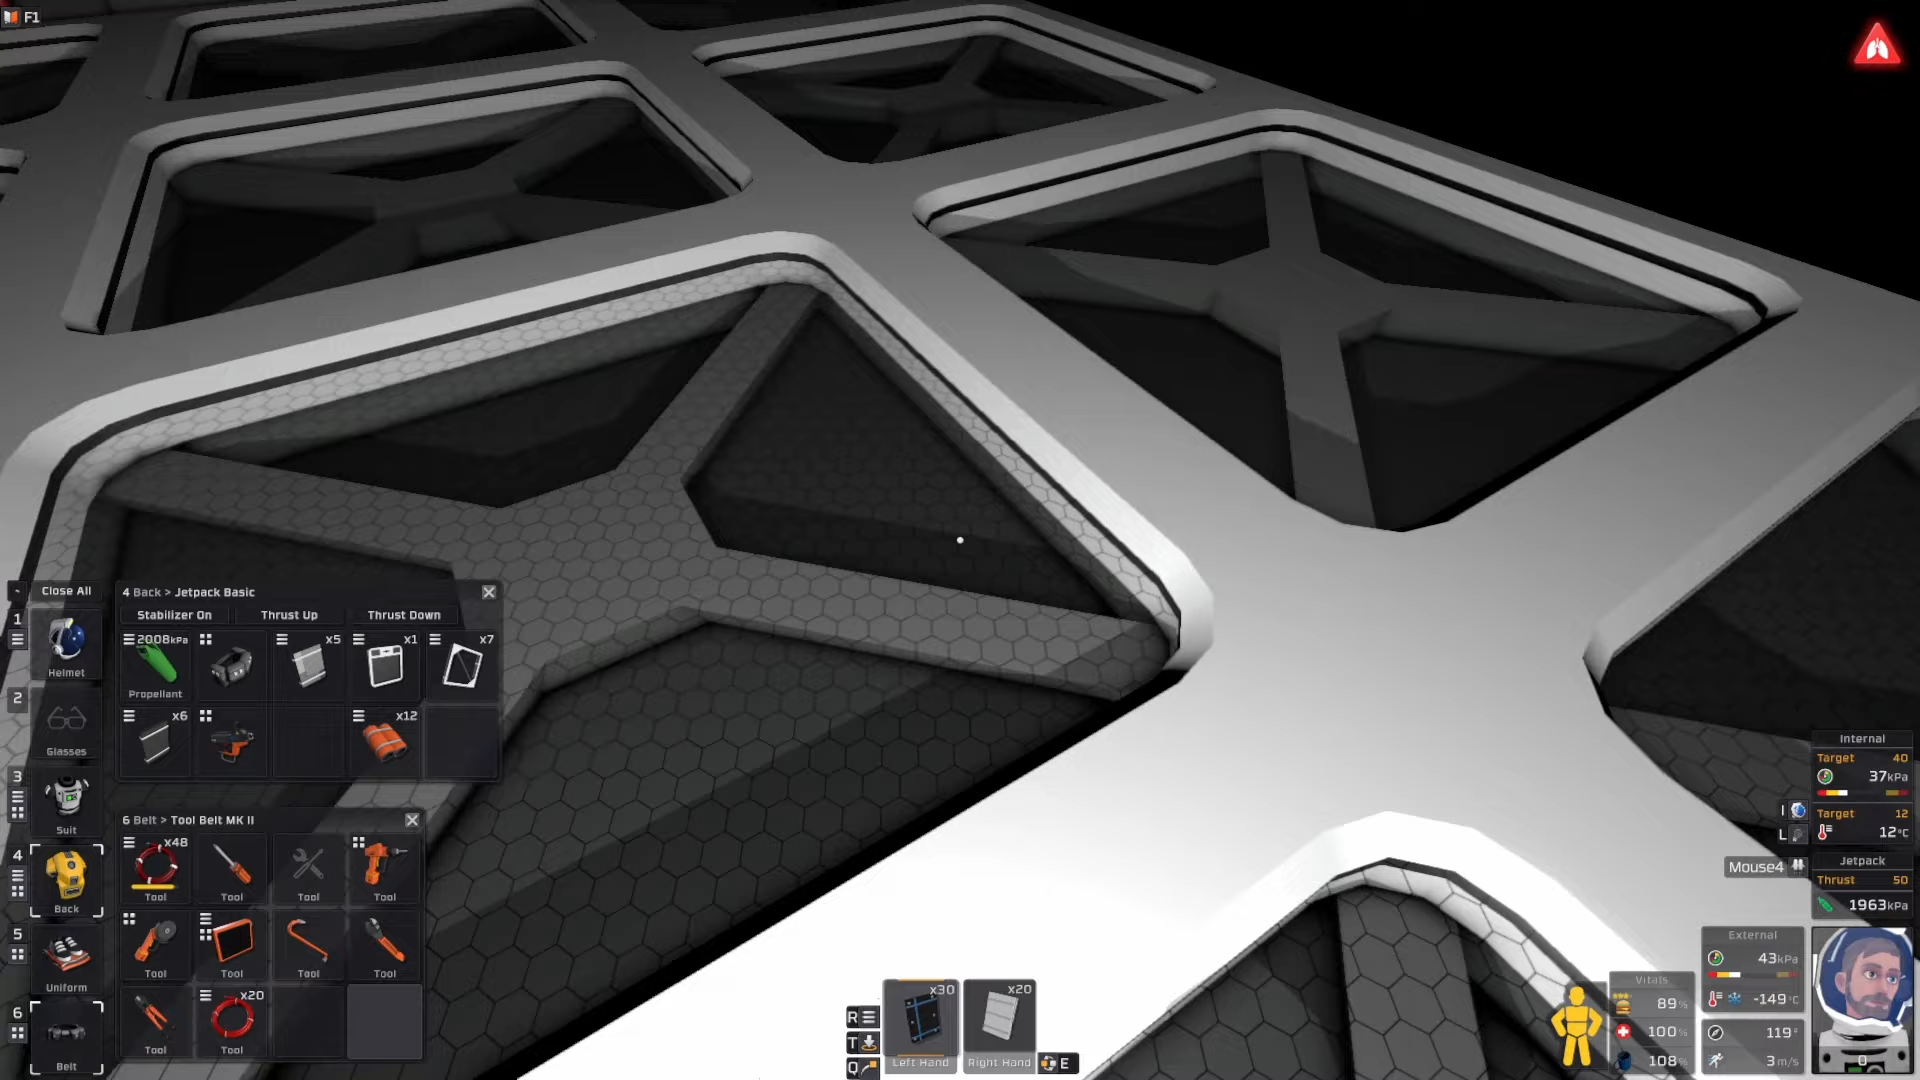 F1
~ Close All
1
Helmet
2
Glasses
3
Suit
4
Back
5
Uniform
6
Belt
4 Back > Jetpack Basic
Stabilizer On Thrust Up Thrust Down
2008kPa x5 x1 x7
Propellant
x6 x12
6 Belt > Tool Belt MK II
x48
Tool Tool Tool Tool
Tool Tool Tool Tool
x20
Tool Tool
R x30 x20
T
Q Left Hand Right Hand E
Internal
Target 40
37kPa
Target 12
I
L 12°C
Mouse4 Jetpack
Thrust 50
1963kPa
External
43kPa
-149°C
Vitals
89%
100%
108%
119°
3m/s
0